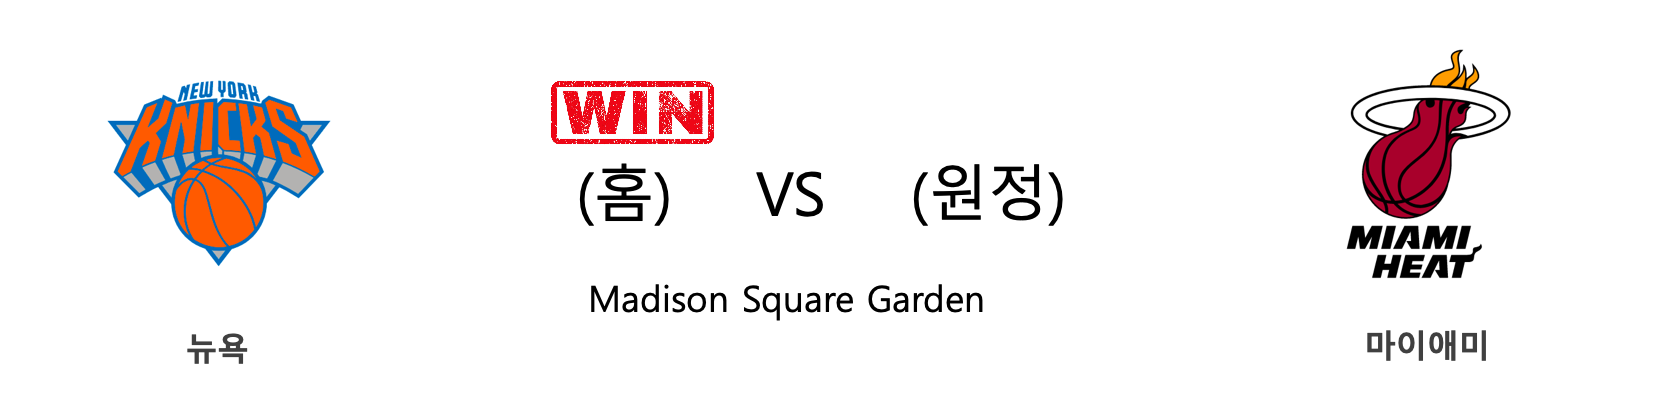 NEW YORK
KNICKS
WIN
(홈) VS (원정)
Madison Square Garden
MIAMI
HEAT
뉴욕
마이애미